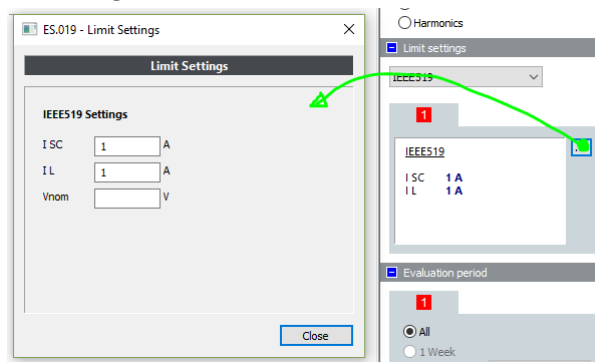 ES.019 - Limit Settings
Limit Settings
IEEE519 Settings
I SC 1 A
I L 1 A
Vnom V
Close
Harmonics
Limit settings
IEEE519
1
IEEE519
I SC 1 A
I L 1 A
Evaluation period
1
All
1 Week